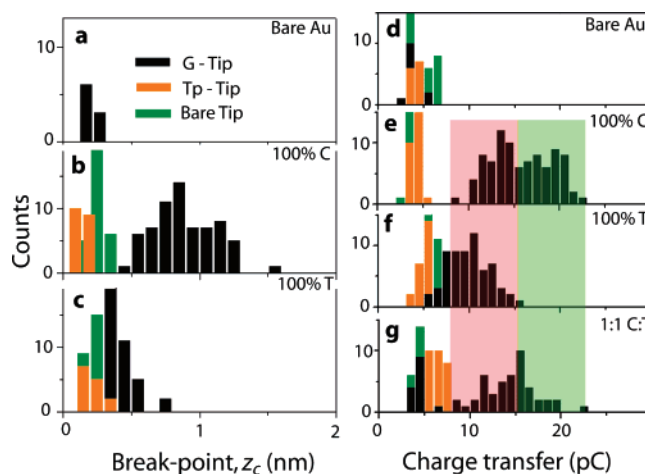 a
Bare Au
10
0
G - Tip
Tp - Tip
Bare Tip
b
100% C
10
0
c
100% T
10
0
Counts
0
1
2
Break-point, zc (nm)
d
Bare Au
10
0
e
100% C
10
0
f
10
0
g
1:1
10
0
0
10
20
Charge transfer (pC)